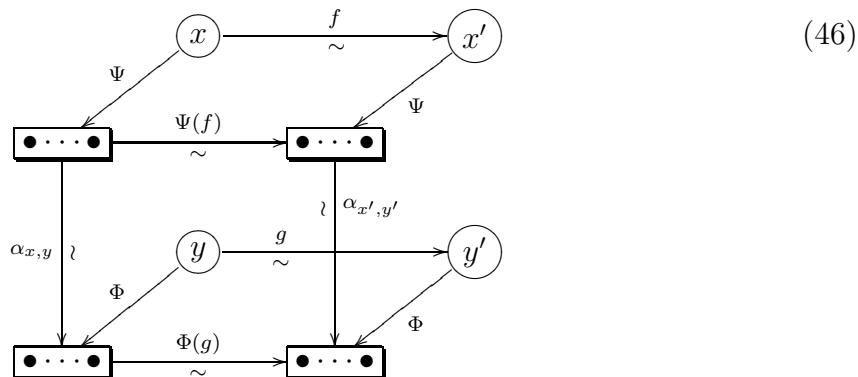 x f ∼ x′ (46)
Ψ Ψ
• · · · • Ψ(f) ∼ • · · · •
α_{x,y} ≀ ≀ α_{x′,y′}
y g ∼ y′
Φ Φ
• · · · • Φ(g) ∼ • · · · •